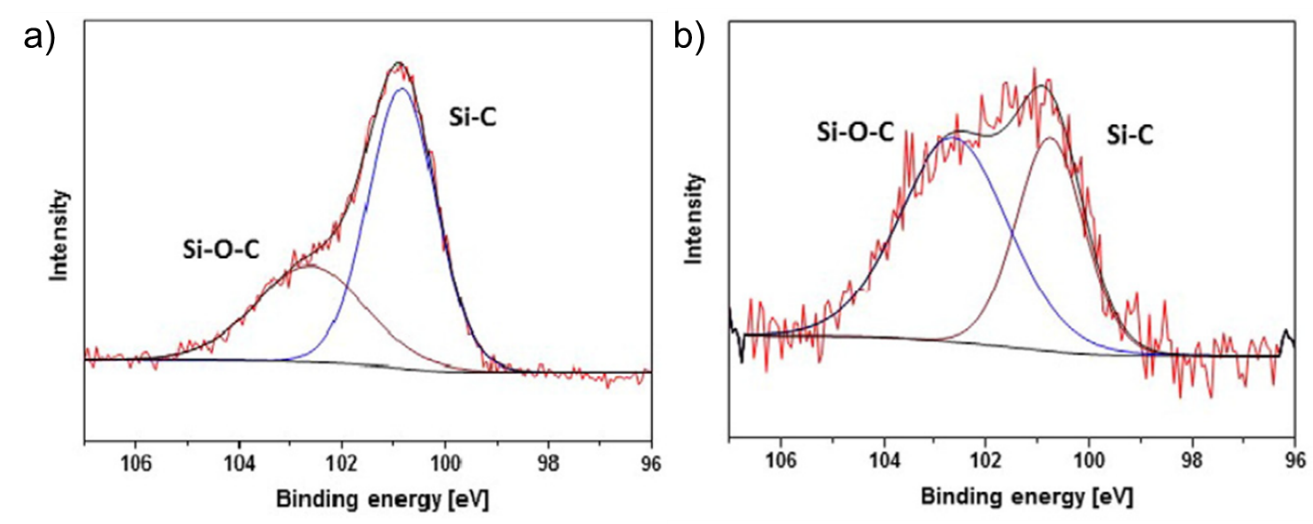 a)
Intensity
Si-O-C
Si-C
106 104 102 100 98 96
Binding energy [eV]
b)
Intensity
Si-O-C
Si-C
106 104 102 100 98 96
Binding energy [eV]